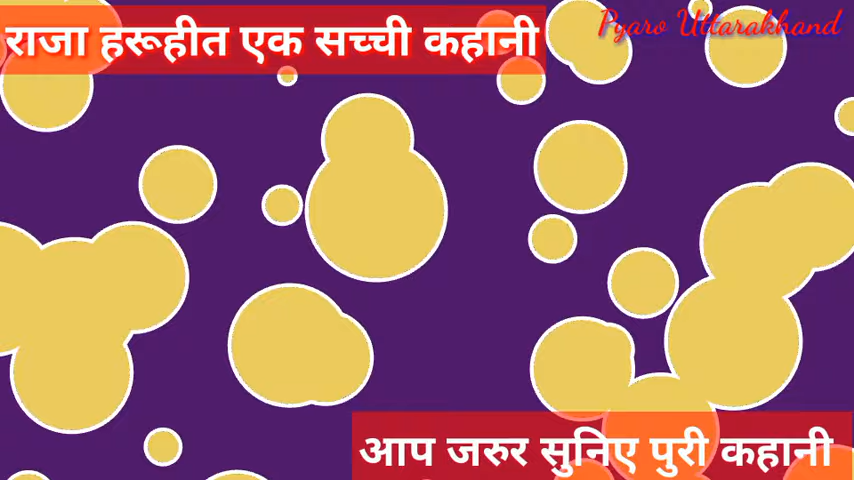 राजा हरूहीत एक सच्ची कहानी
Pyaro Uttarakhand
आप जरुर सुनिए पुरी कहानी